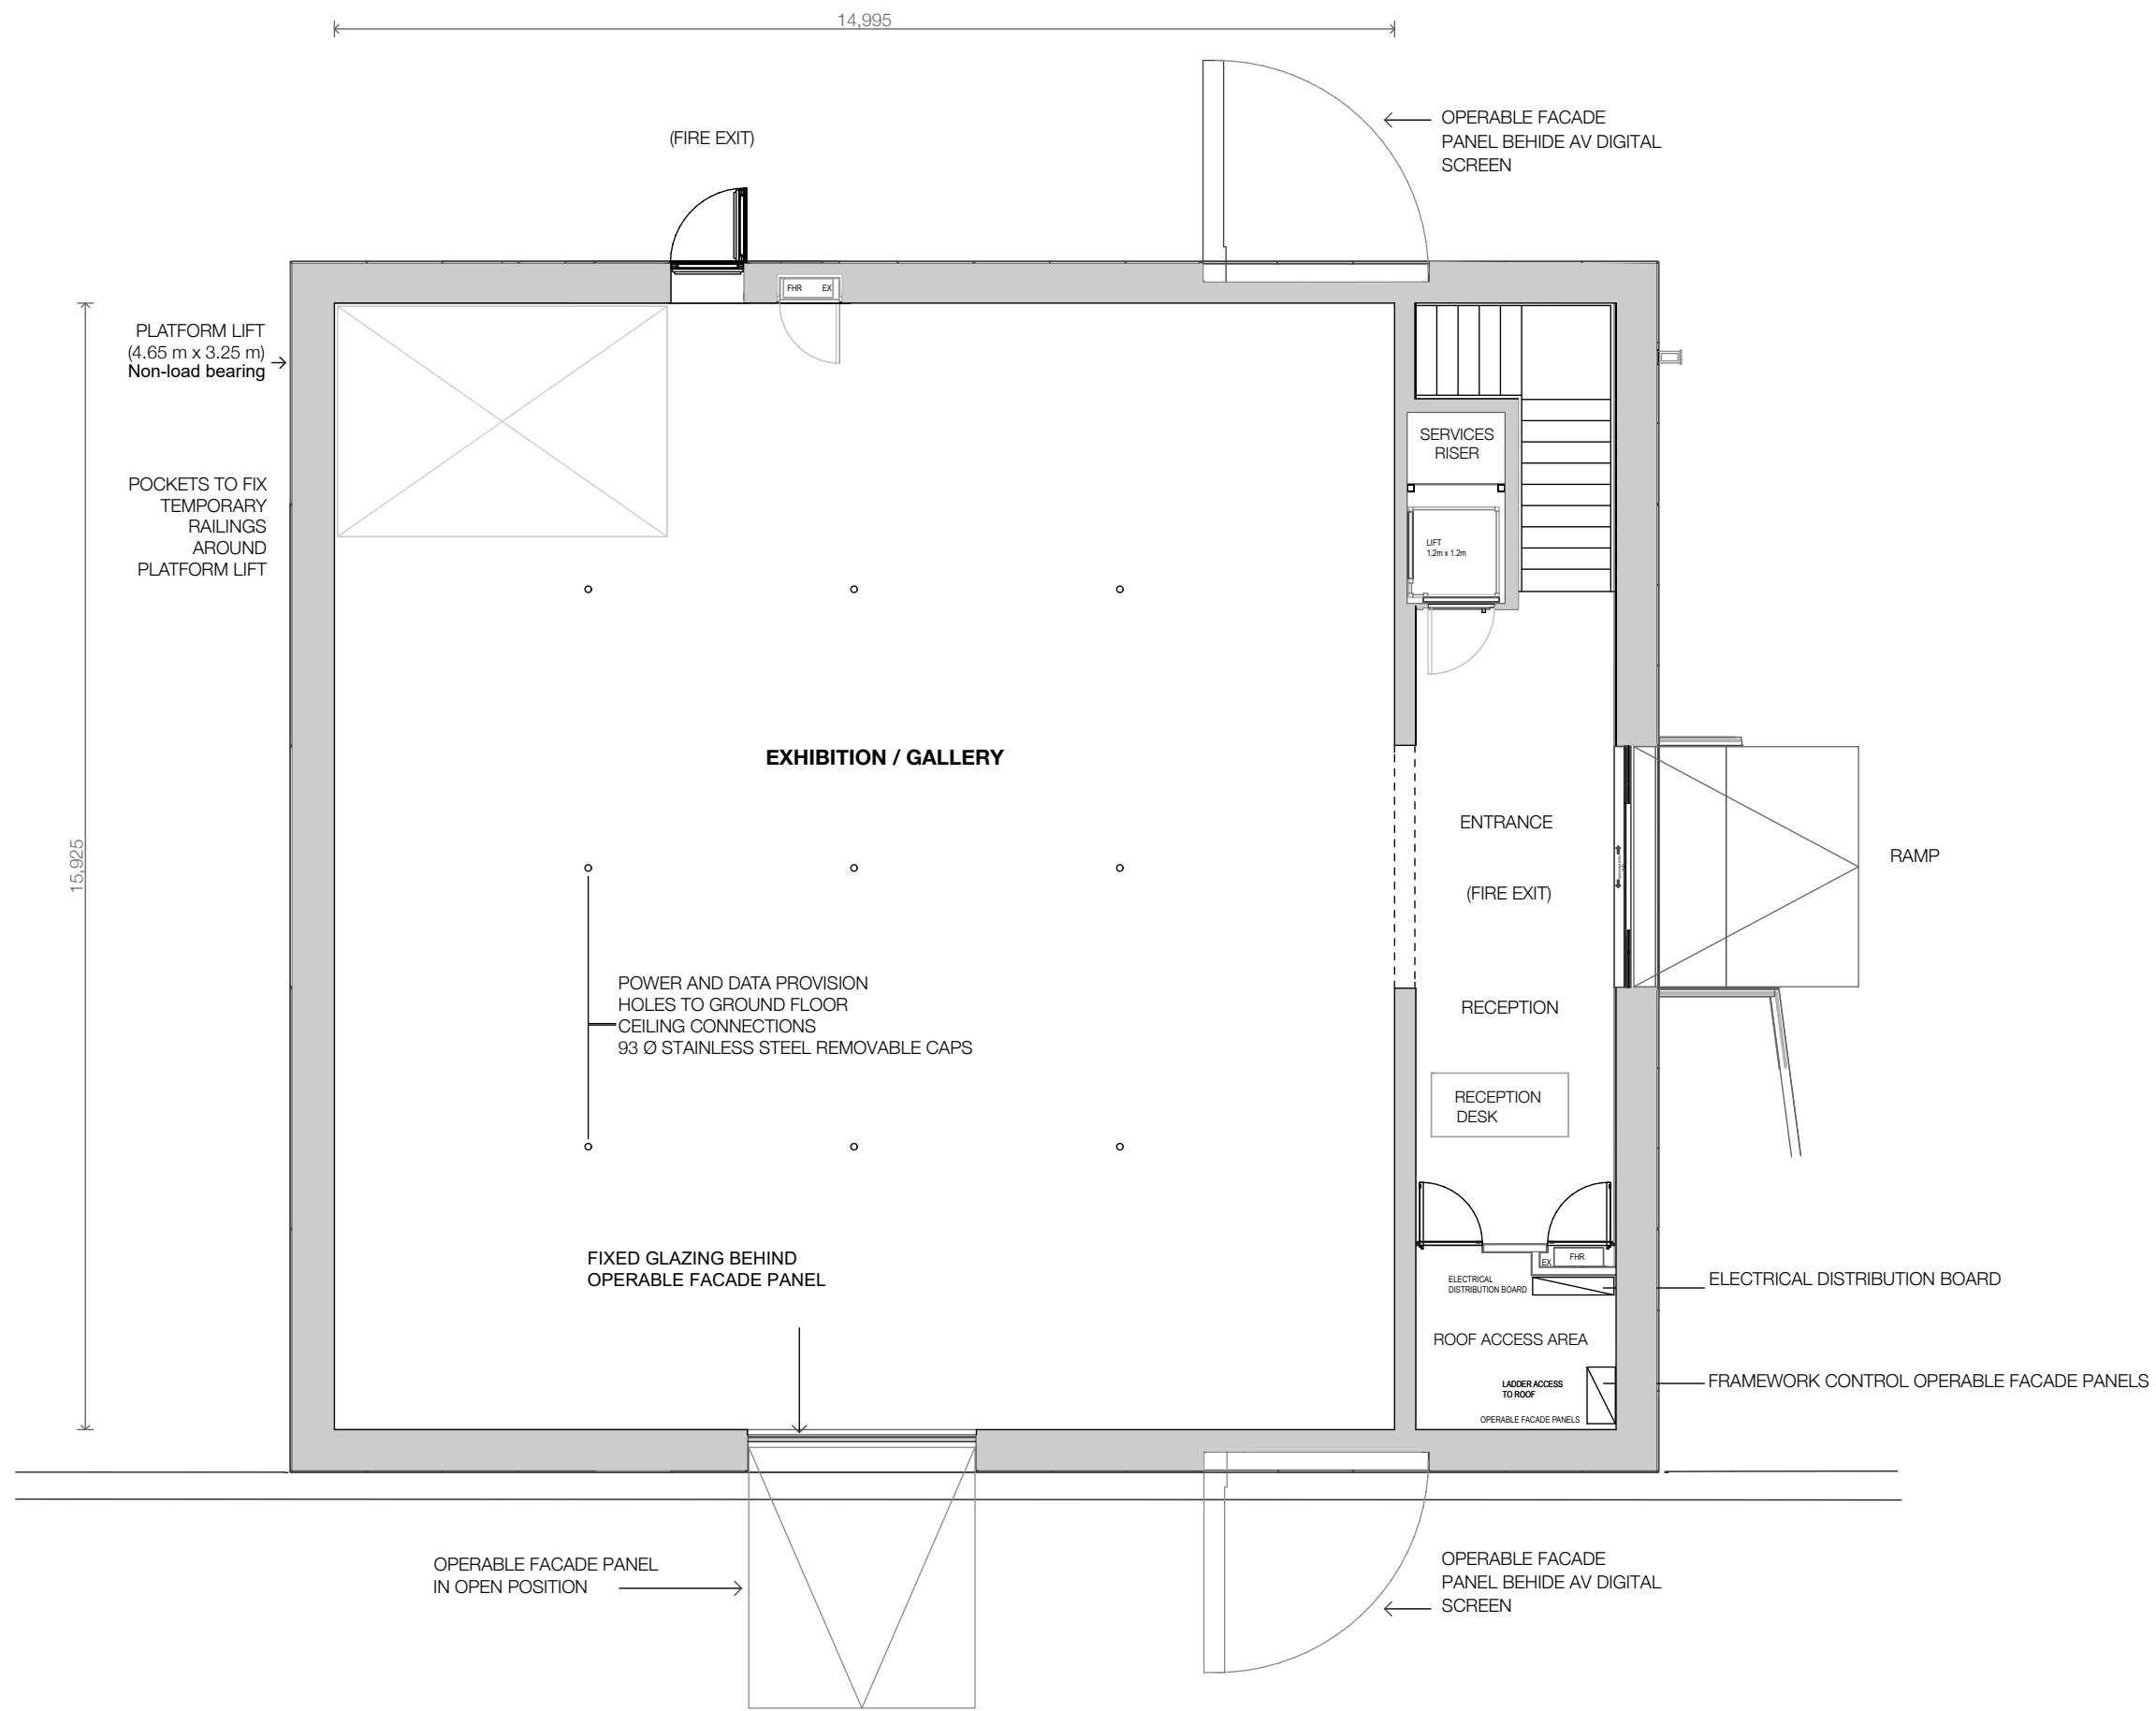 14,995
(FIRE EXIT)
OPERABLE FACADE
PANEL BEHIDE AV DIGITAL
SCREEN
FHR EX
PLATFORM LIFT
(4.65 m x 3.25 m)
Non-load bearing
POCKETS TO FIX
TEMPORARY
RAILINGS
AROUND
PLATFORM LIFT
SERVICES
RISER
LIFT
1.2m x 1.2m
EXHIBITION / GALLERY
15,925
ENTRANCE
(FIRE EXIT)
RAMP
POWER AND DATA PROVISION
HOLES TO GROUND FLOOR
CEILING CONNECTIONS
93 Ø STAINLESS STEEL REMOVABLE CAPS
RECEPTION
RECEPTION
DESK
FIXED GLAZING BEHIND
OPERABLE FACADE PANEL
EX FHR
ELECTRICAL
DISTRIBUTION BOARD
ELECTRICAL DISTRIBUTION BOARD
ROOF ACCESS AREA
LADDER ACCESS
TO ROOF
FRAMEWORK CONTROL OPERABLE FACADE PANELS
OPERABLE FACADE PANELS
OPERABLE FACADE PANEL
IN OPEN POSITION
OPERABLE FACADE
PANEL BEHIDE AV DIGITAL
SCREEN